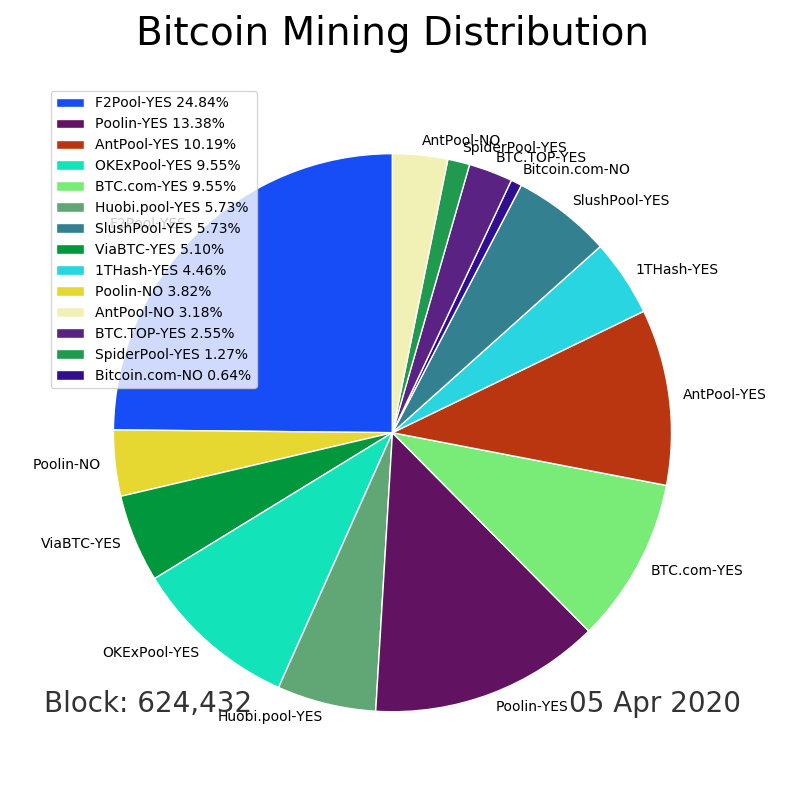 Bitcoin Mining Distribution
F2Pool-YES 24.84%
Poolin-YES 13.38%
AntPool-YES 10.19%
OKExPool-YES 9.55%
BTC.com-YES 9.55%
Huobi.pool-YES 5.73%
SlushPool-YES 5.73%
ViaBTC-YES 5.10%
1THash-YES 4.46%
Poolin-NO 3.82%
AntPool-NO 3.18%
BTC.TOP-YES 2.55%
SpiderPool-YES 1.27%
Bitcoin.com-NO 0.64%
AntPool-NO
SpiderPool-YES
BTC.TOP-YES
Bitcoin.com-NO
SlushPool-YES
F2Pool-YES
1THash-YES
AntPool-YES
Poolin-NO
ViaBTC-YES
BTC.com-YES
OKExPool-YES
Huobi.pool-YES
Poolin-YES
Block: 624,432
05 Apr 2020